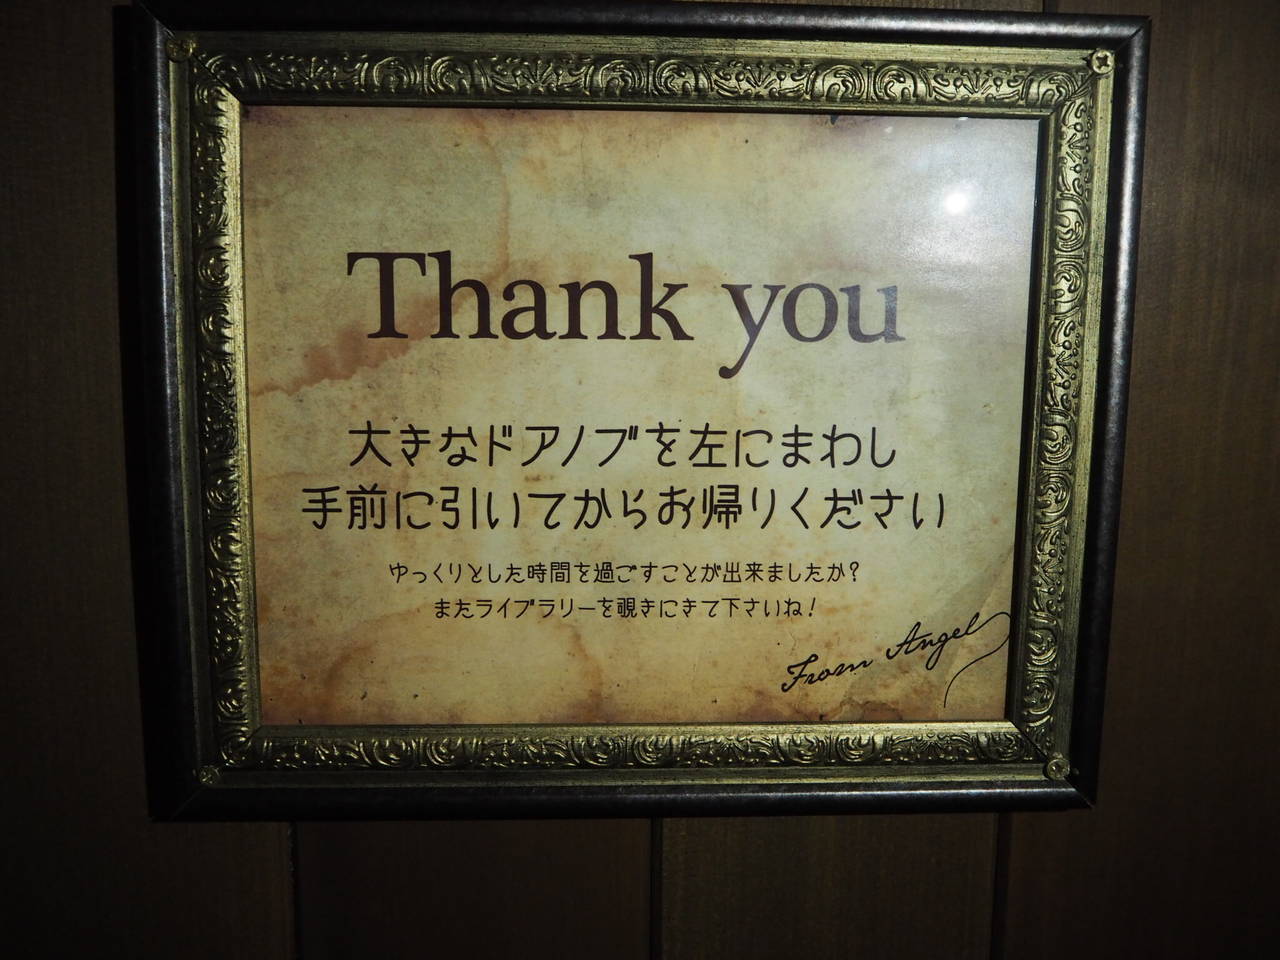 Thank you
大きなドアノブを左にまわし
手前に引いてからお帰りください
ゆっくりとした時間を過ごすことが出来ましたか?
またライブラリーを覗きにきて下さいね!
From Angel